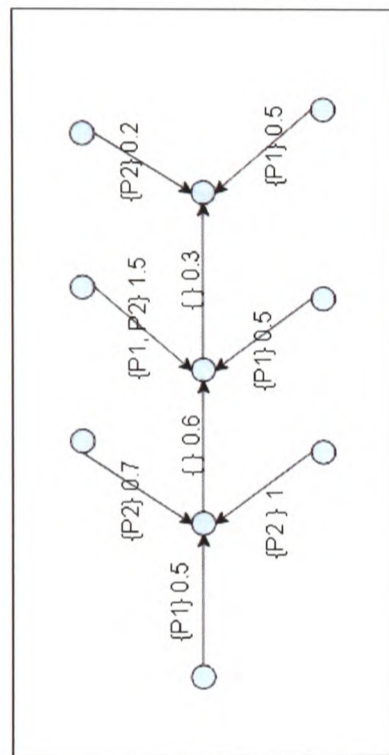 {P2} 0.2
{P1} 0.5
{P1, P2} 1.5
{ } 0.3
{P1} 0.5
{P2} 0.7
{ } 0.6
{P2 } 1
{P1} 0.5